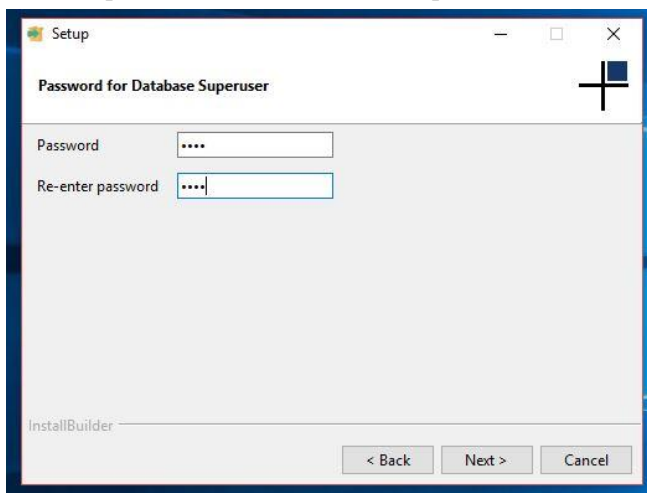 Setup
Password for Database Superuser
Password ••••
Re-enter password ••••
InstallBuilder
< Back Next > Cancel